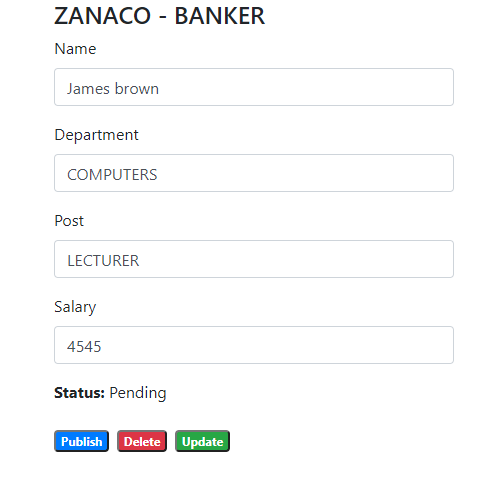 ZANACO - BANKER
Name
James brown
Department
COMPUTERS
Post
LECTURER
Salary
4545
Status: Pending
Publish Delete Update